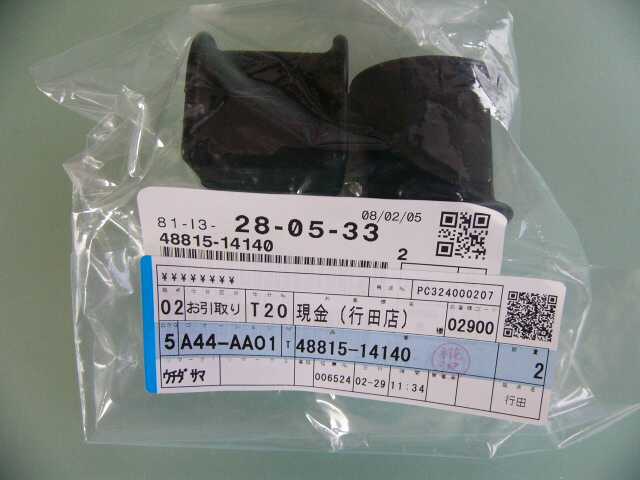 08/02/05
81-13- 28-05-33
48815-14140
2
¥¥¥¥¥¥¥¥
PC324000207
02 お引取り T20 現金(行田店) 様 02900
5 A44-AA01 T 48815-14140 2
ウチダ サマ
006524 02-29 11:34
行田